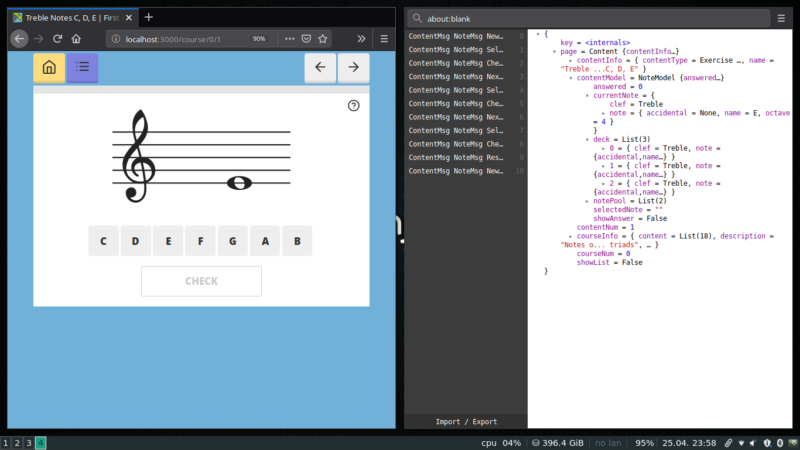 Treble Notes C, D, E | First
localhost:3000/course/0/1
90%
C D E F G A B
CHECK
about:blank
ContentMsg NoteMsg New… 0
ContentMsg NoteMsg Sel… 1
ContentMsg NoteMsg Che… 2
ContentMsg NoteMsg Nex… 3
ContentMsg NoteMsg Sel… 4
ContentMsg NoteMsg Che… 5
ContentMsg NoteMsg Nex… 6
ContentMsg NoteMsg Sel… 7
ContentMsg NoteMsg Che… 8
ContentMsg NoteMsg Res… 9
ContentMsg NoteMsg New… 10
Import / Export
{
key = <internals>
page = Content {contentInfo…}
contentInfo = { contentType = Exercise …, name =
"Treble ...C, D, E" }
contentModel = NoteModel {answered…}
answered = 0
currentNote = {
clef = Treble
note = { accidental = None, name = E, octave
= 4 }
}
deck = List(3)
0 = { clef = Treble, note =
{accidental,name…} }
1 = { clef = Treble, note =
{accidental,name…} }
2 = { clef = Treble, note =
{accidental,name…} }
notePool = List(2)
selectedNote = ""
showAnswer = False
contentNum = 1
courseInfo = { content = List(18), description =
"Notes o... triads", … }
courseNum = 0
showList = False
}
1 2 3 4
cpu 04% 396.4 GiB no lan 95% 25.04. 23:58